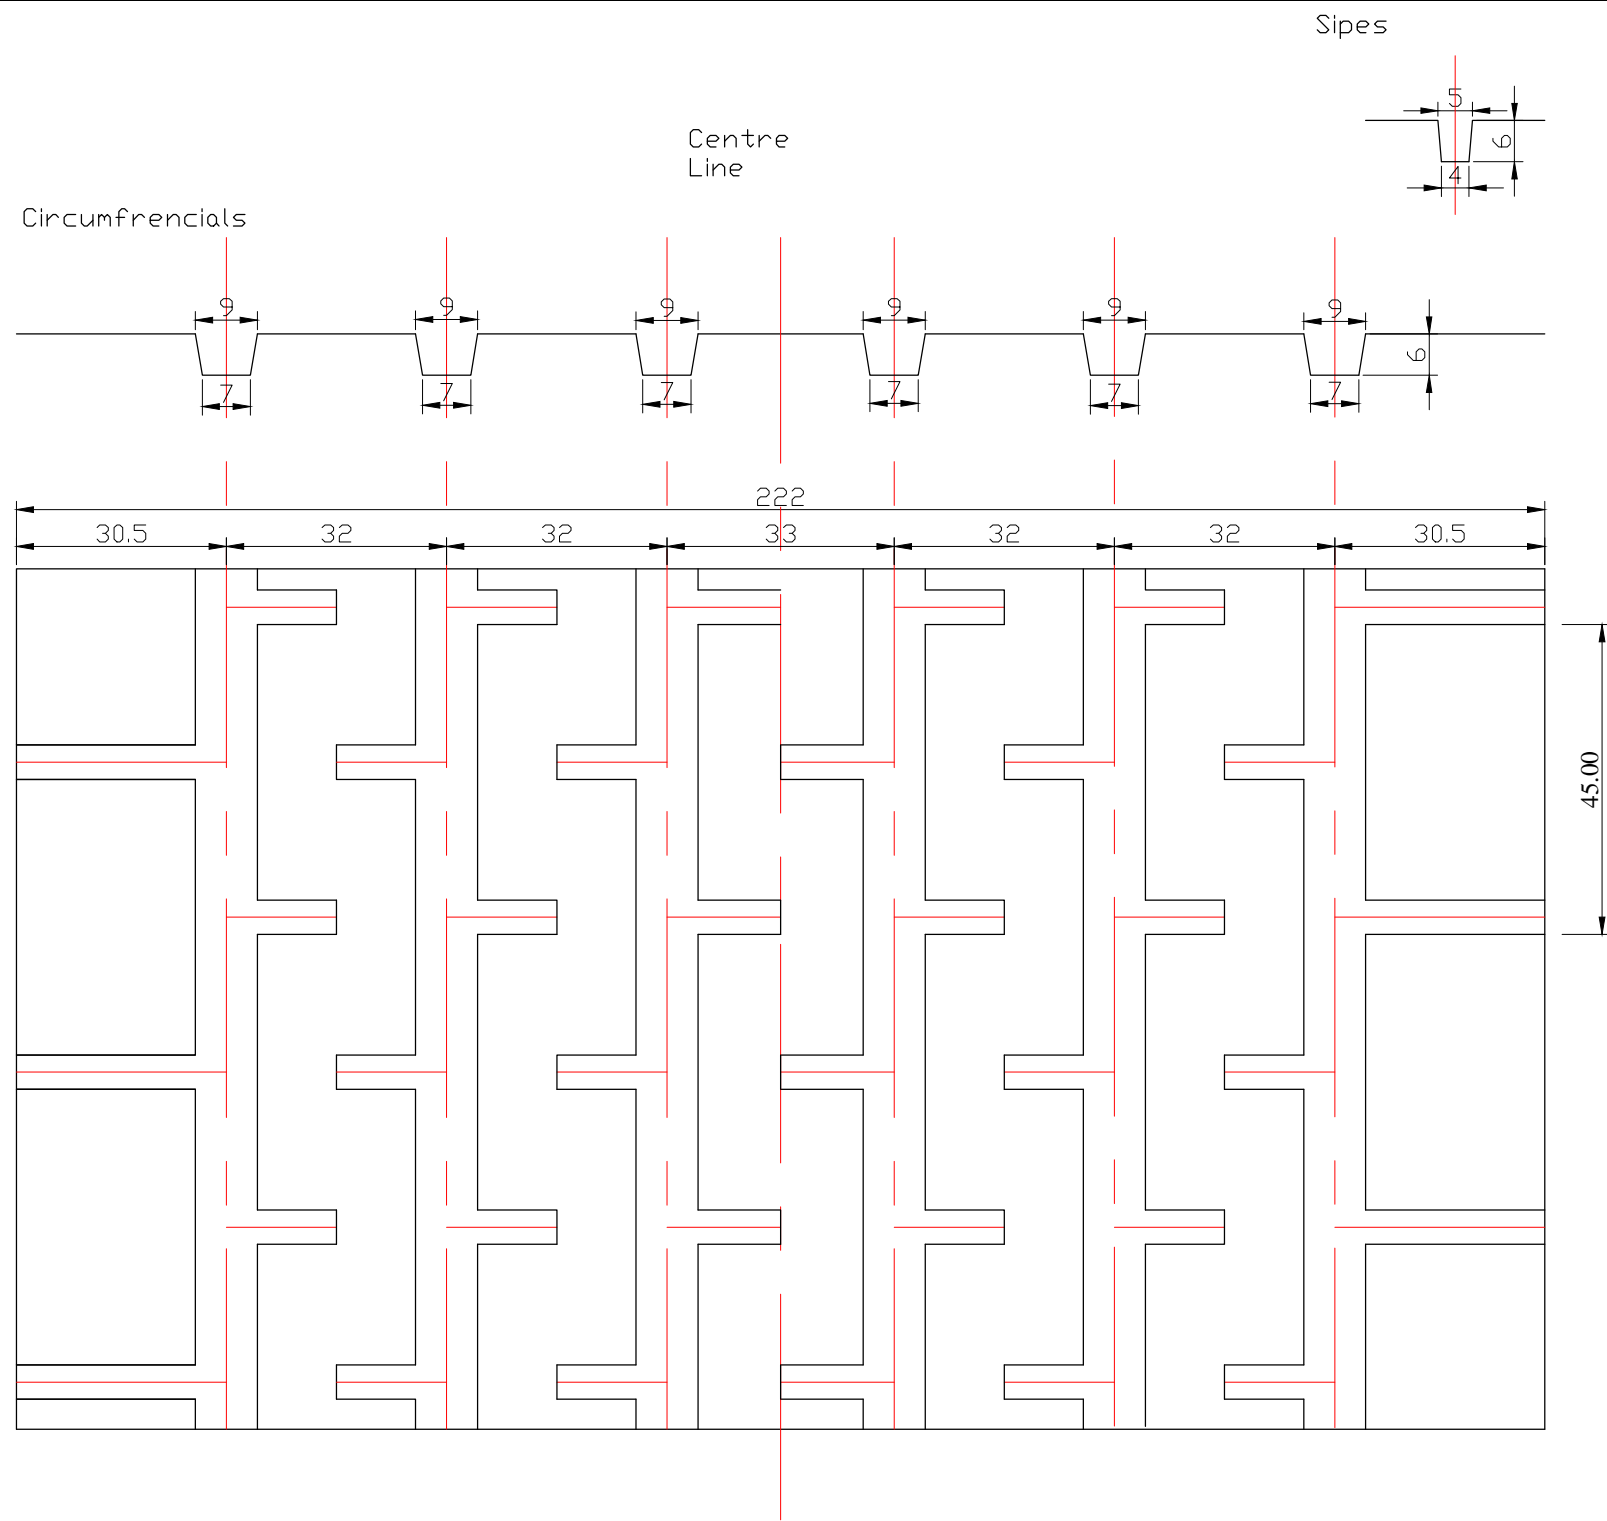 Sipes
5
6
4
Centre
Line
Circumfrencials
9 9 9 9 9 9
6
7 7 7 7 7 7
222
30.5 32 32 33 32 32 30.5
45.00